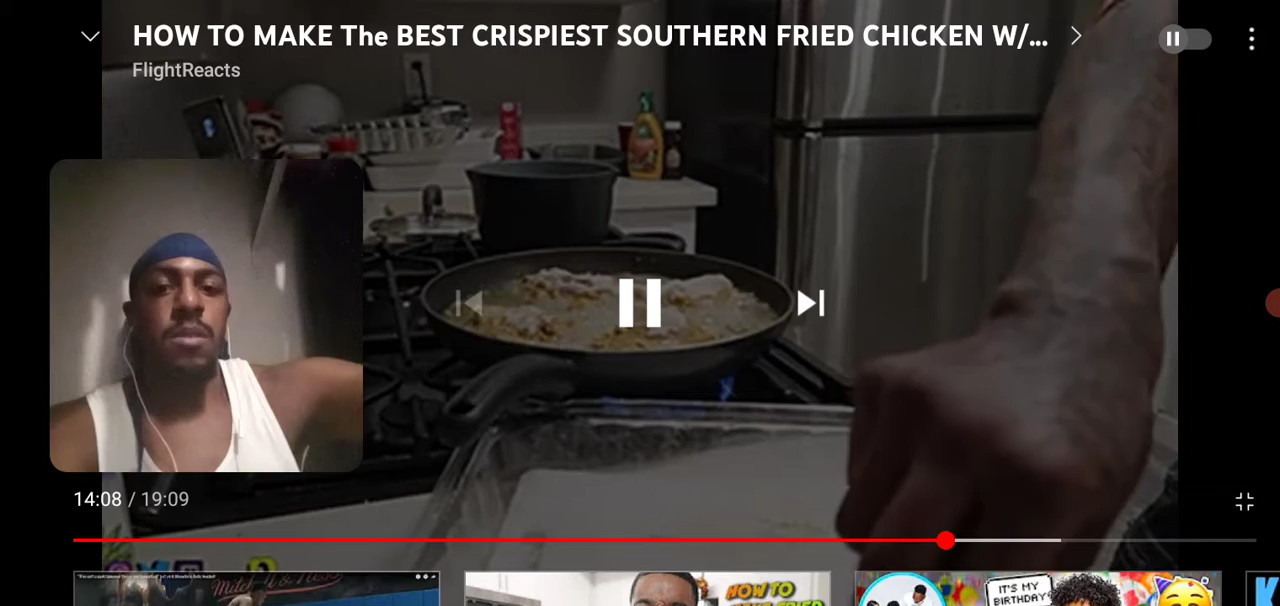 HOW TO MAKE The BEST CRISPIEST SOUTHERN FRIED CHICKEN W/...
FlightReacts
14:08 / 19:09
Mitch
HOW TO
IT'S MY
BIRTHDAY